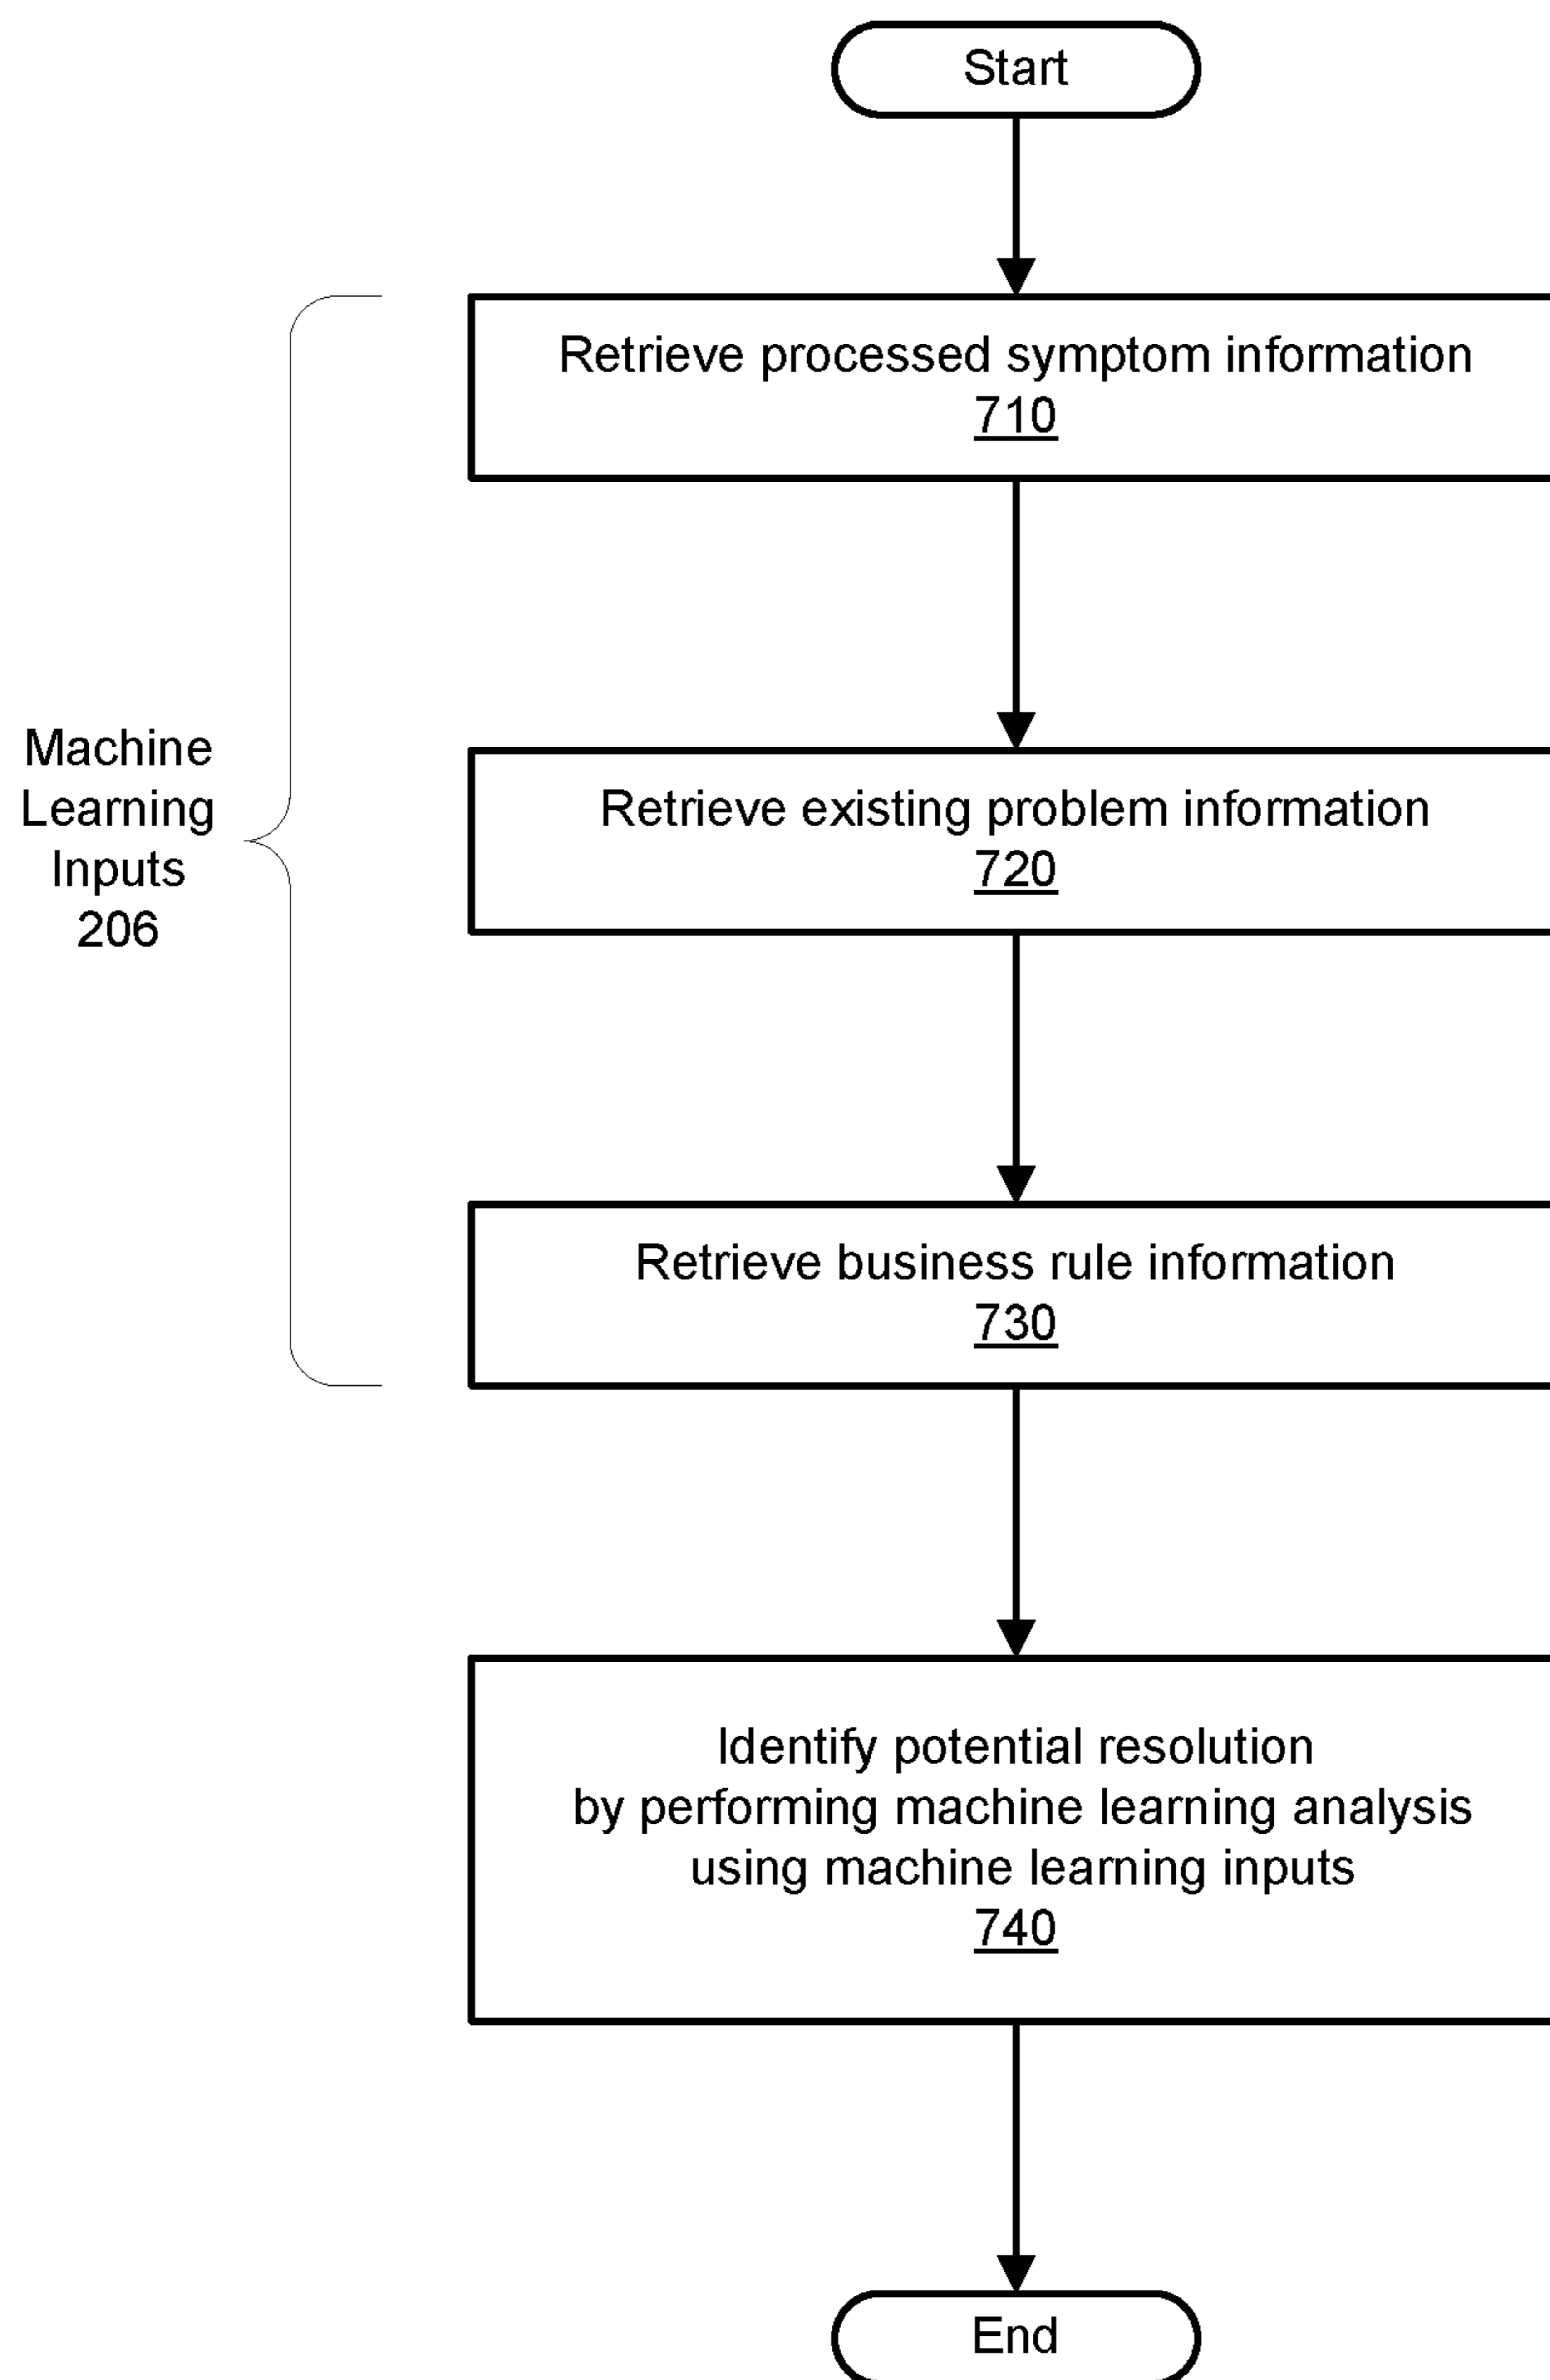 Start
Retrieve processed symptom information
710
Machine
Learning
Inputs
206
Retrieve existing problem information
720
Retrieve business rule information
730
Identify potential resolution
by performing machine learning analysis
using machine learning inputs
740
End